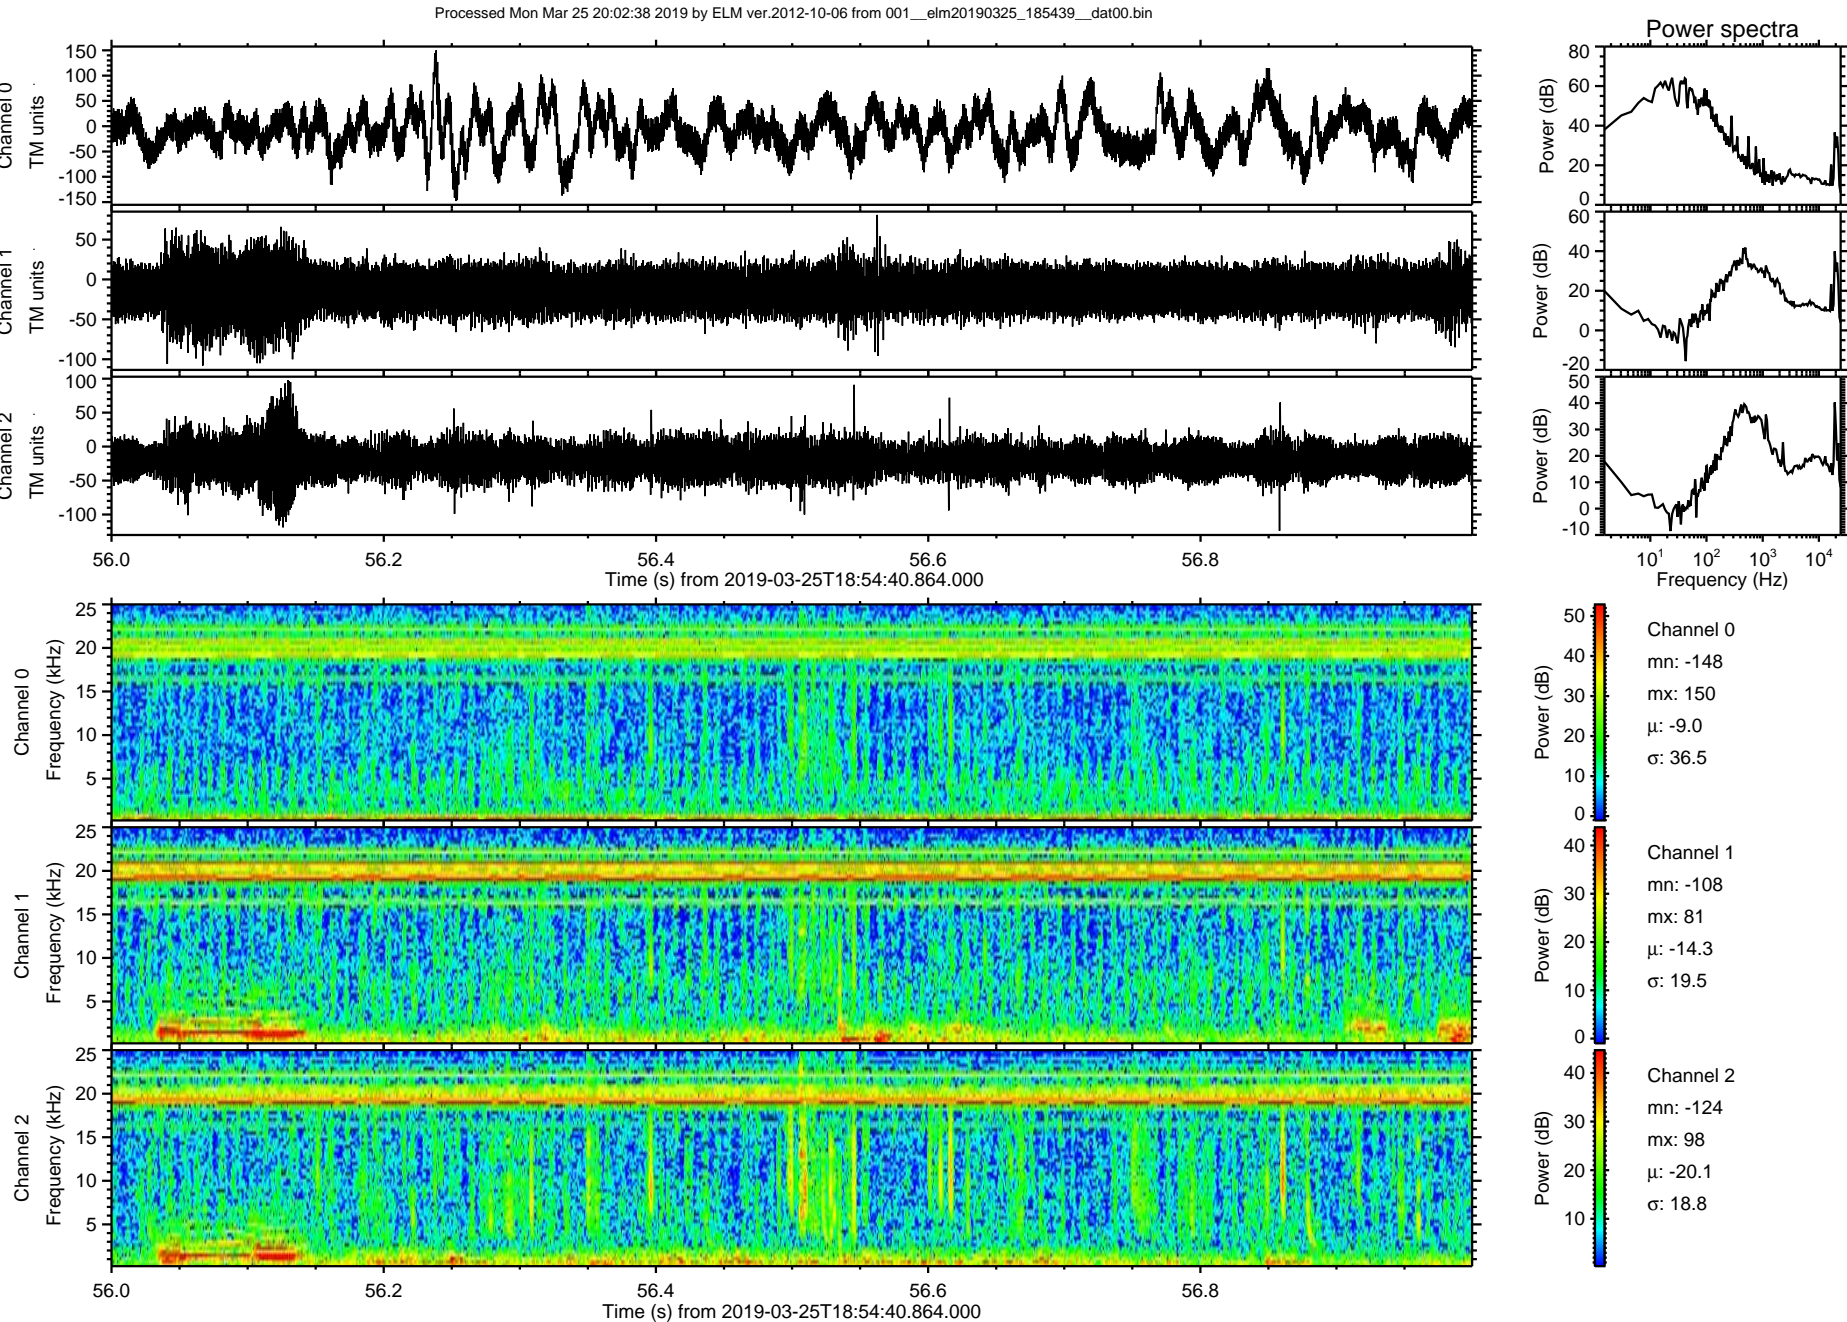 Processed Mon Mar 25 20:02:38 2019 by ELM ver.2012-10-06 from 001__elm20190325_185439__dat00.bin
Power spectra
Channel 0
TM units
150
100
50
0
-50
-100
-150
Power (dB)
80
60
40
20
0
Channel 1
TM units
50
0
-50
-100
Power (dB)
60
40
20
0
-20
Channel 2
TM units
100
50
0
-50
-100
Power (dB)
50
40
30
20
10
0
-10
56.0 56.2 56.4 56.6 56.8
Time (s) from 2019-03-25T18:54:40.864.000
10^1 10^2 10^3 10^4
Frequency (Hz)
Channel 0
Frequency (kHz)
25
20
15
10
5
Power (dB)
50
40
30
20
10
0
Channel 0
mn: -148
mx: 150
μ: -9.0
σ: 36.5
Channel 1
Frequency (kHz)
25
20
15
10
5
Power (dB)
40
30
20
10
0
Channel 1
mn: -108
mx: 81
μ: -14.3
σ: 19.5
Channel 2
Frequency (kHz)
25
20
15
10
5
Power (dB)
40
30
20
10
Channel 2
mn: -124
mx: 98
μ: -20.1
σ: 18.8
56.0 56.2 56.4 56.6 56.8
Time (s) from 2019-03-25T18:54:40.864.000